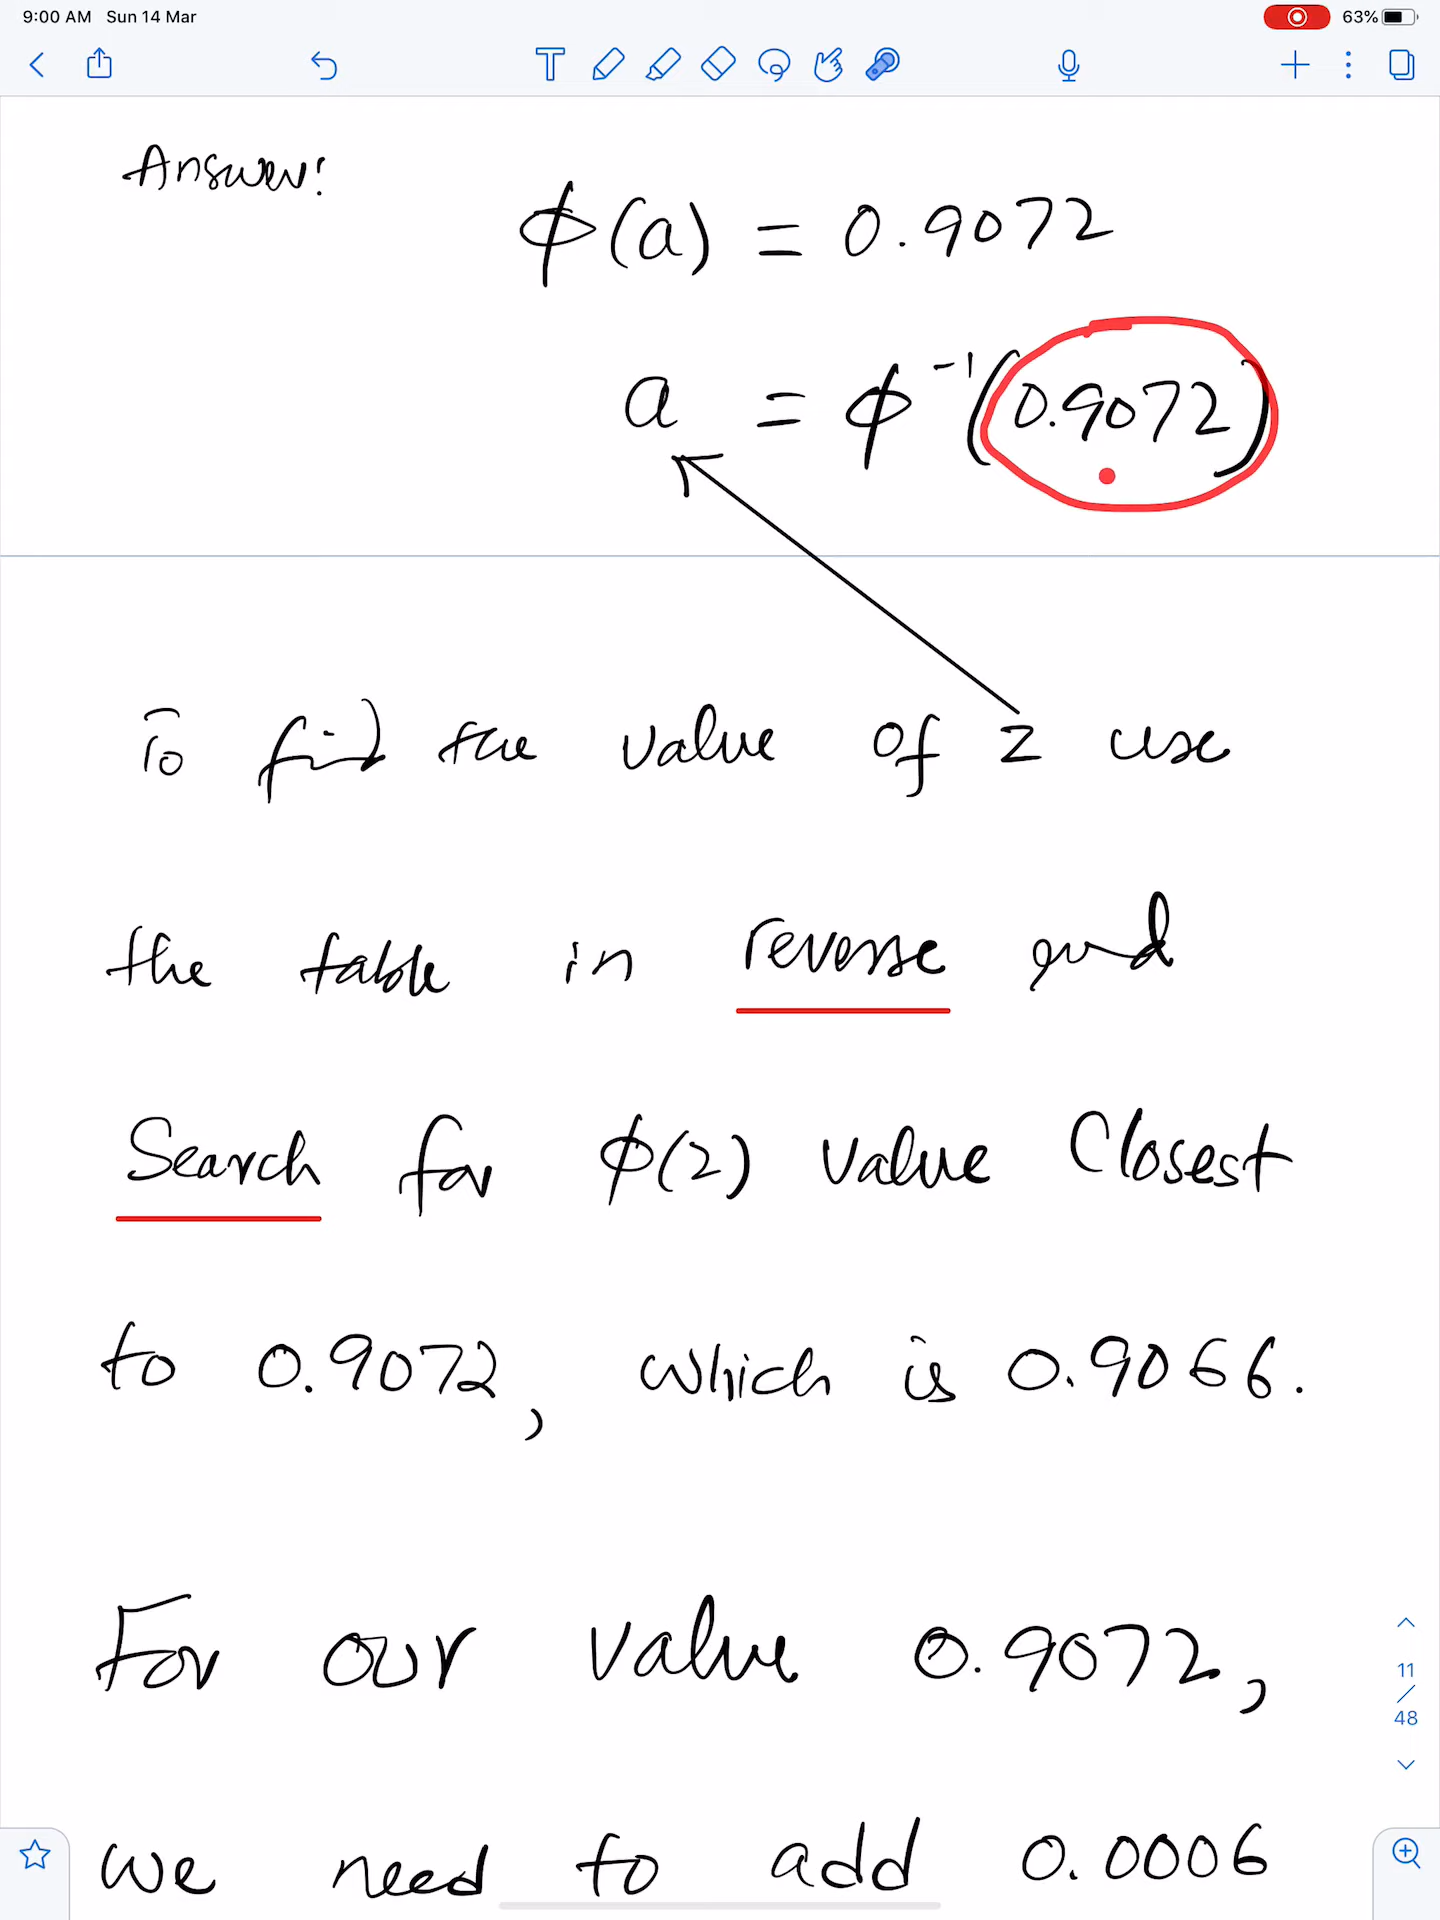 9:00 AM Sun 14 Mar 63%
Answer:
ϕ(a) = 0.9072
a = ϕ⁻¹(0.9072)
To find the value of z use
the table in reverse and
Search for ϕ(z) value Closest
to 0.9072, which is 0.9066.
For our value 0.9072,
we need to add 0.0006
11
/
48